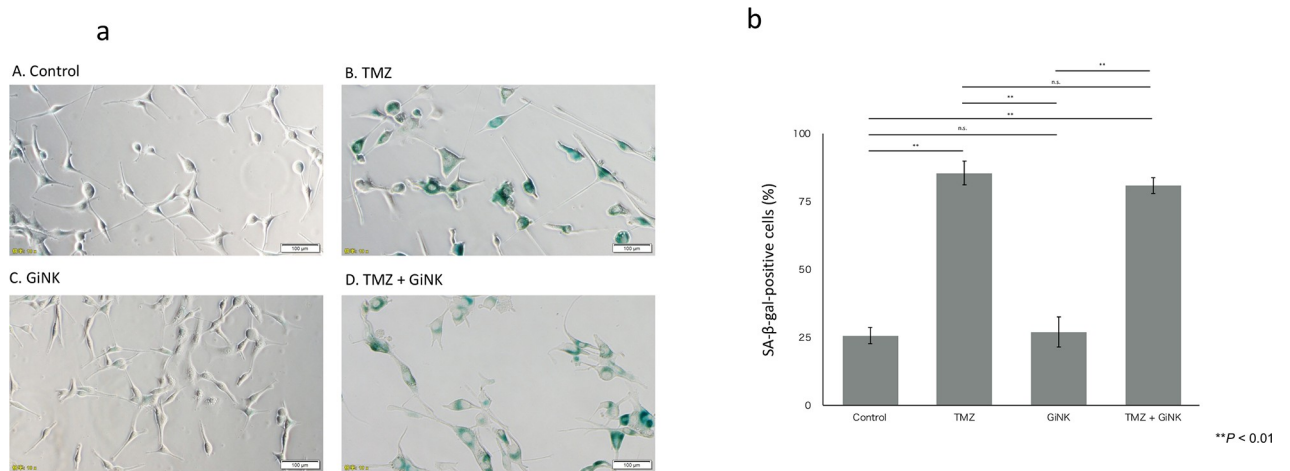 a
A. Control
B. TMZ
100 µm
100 µm
C. GiNK
D. TMZ + GiNK
100 µm
100 µm
b
**
n.s.
**
**
n.s.
**
100
75
50
25
0
SA-β-gal-positive cells (%)
Control TMZ GiNK TMZ + GiNK
**P < 0.01